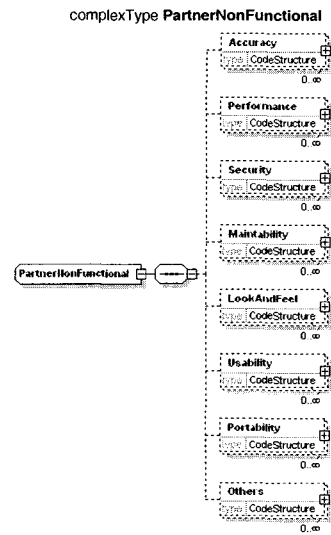 complexType PartnerNonFunctional
Accuracy
type CodeStructure
0..∞
Performance
type CodeStructure
0..∞
Security
type CodeStructure
0..∞
Maintability
type CodeStructure
0..∞
PartnerNonFunctional
LookAndFeel
type CodeStructure
0..∞
Usability
type CodeStructure
0..∞
Portability
type CodeStructure
0..∞
Others
type CodeStructure
0..∞